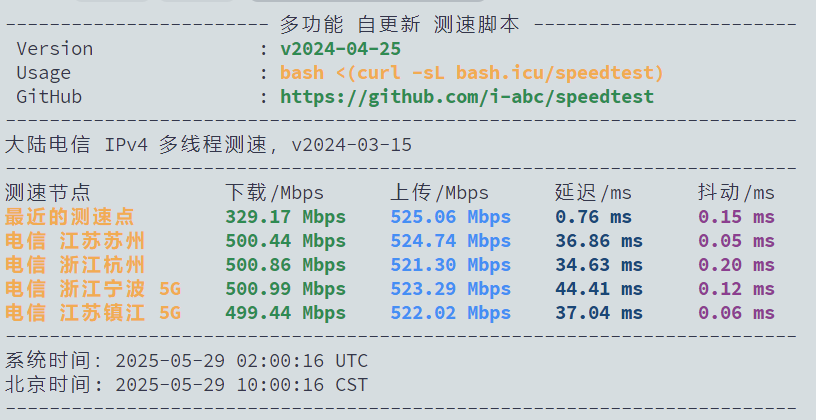 ------------------------ 多功能 自更新 测速脚本 ------------------------
Version : v2024-04-25
Usage : bash <(curl -sL bash.icu/speedtest)
GitHub : https://github.com/i-abc/speedtest
------------------------------------------------------------------------
大陆电信 IPv4 多线程测速, v2024-03-15
------------------------------------------------------------------------
测速节点 下载/Mbps 上传/Mbps 延迟/ms 抖动/ms
最近的测速点 329.17 Mbps 525.06 Mbps 0.76 ms 0.15 ms
电信 江苏苏州 500.44 Mbps 524.74 Mbps 36.86 ms 0.05 ms
电信 浙江杭州 500.86 Mbps 521.30 Mbps 34.63 ms 0.20 ms
电信 浙江宁波 5G 500.99 Mbps 523.29 Mbps 44.41 ms 0.12 ms
电信 江苏镇江 5G 499.44 Mbps 522.02 Mbps 37.04 ms 0.06 ms
------------------------------------------------------------------------
系统时间: 2025-05-29 02:00:16 UTC
北京时间: 2025-05-29 10:00:16 CST
------------------------------------------------------------------------